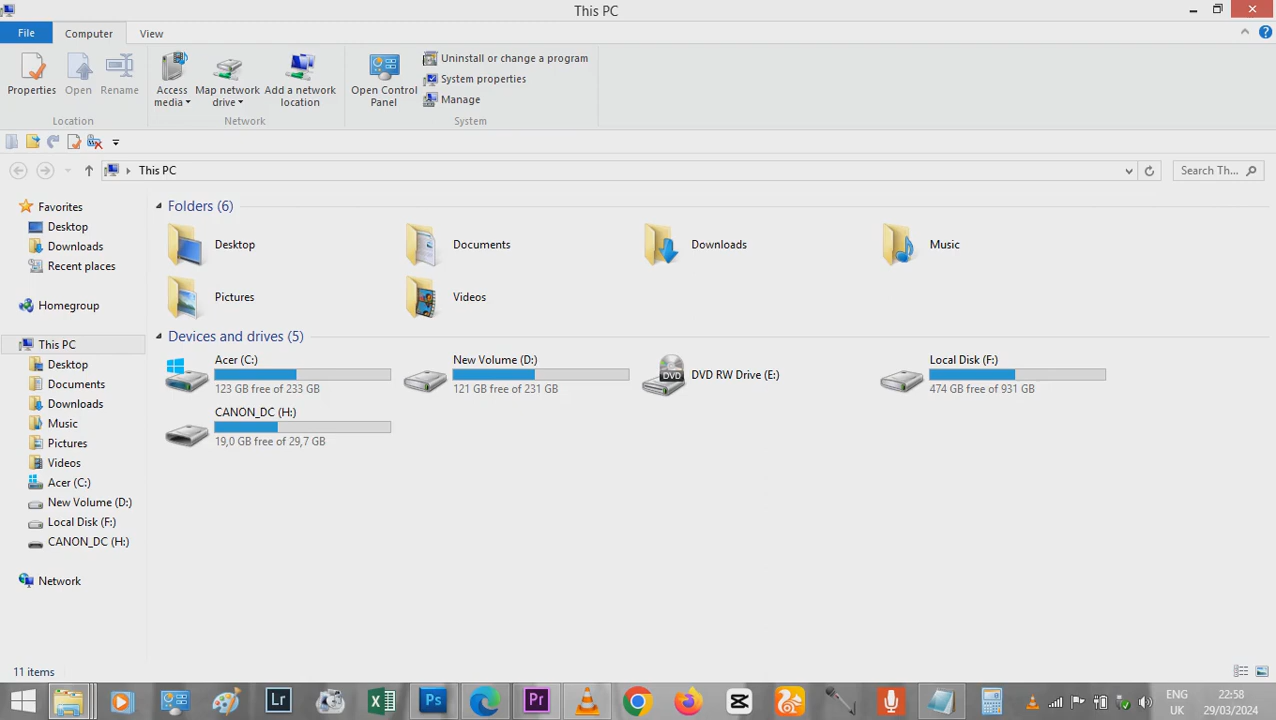 This PC
File
Computer
View
Properties
Open
Rename
Location
Access media
Map network drive
Add a network location
Network
Open Control Panel
Uninstall or change a program
System properties
Manage
System
This PC
Search Th...
Favorites
Desktop
Downloads
Recent places
Homegroup
This PC
Desktop
Documents
Downloads
Music
Pictures
Videos
Acer (C:)
New Volume (D:)
Local Disk (F:)
CANON_DC (H:)
Network
Folders (6)
Desktop
Documents
Downloads
Music
Pictures
Videos
Devices and drives (5)
Acer (C:)
123 GB free of 233 GB
New Volume (D:)
121 GB free of 231 GB
DVD
DVD RW Drive (E:)
Local Disk (F:)
474 GB free of 931 GB
CANON_DC (H:)
19,0 GB free of 29,7 GB
11 items
Lr
Ps
Pr
ENG
UK
22:58
29/03/2024